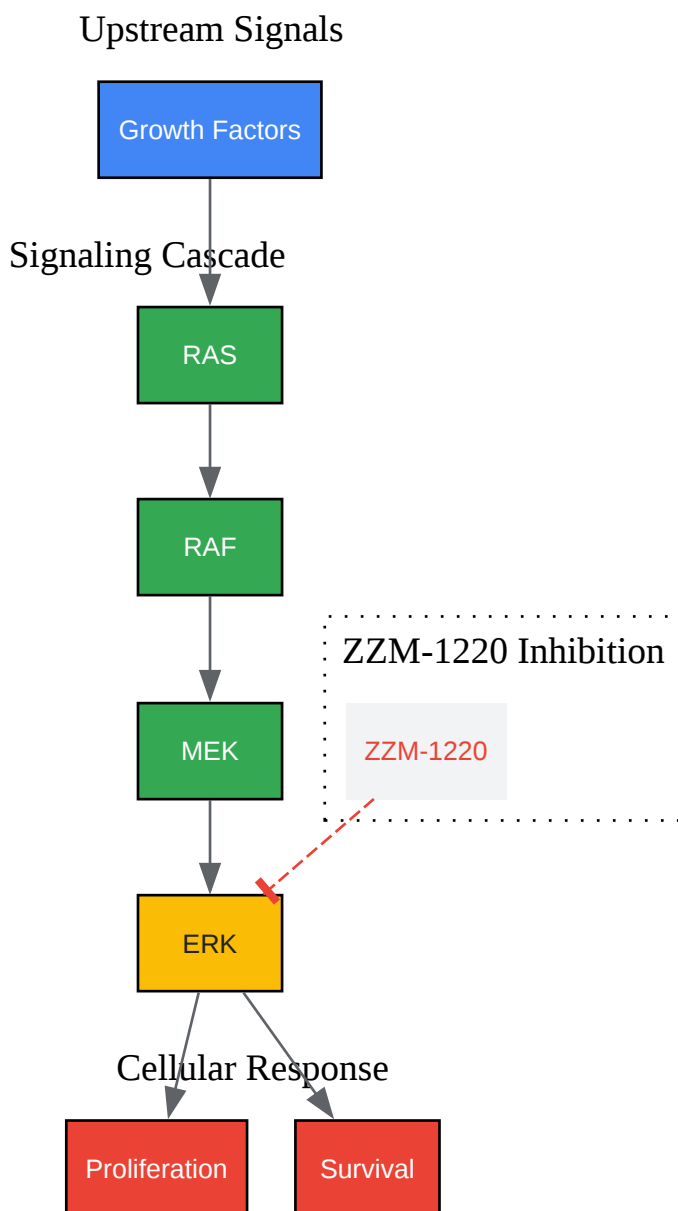 Upstream Signals
Growth Factors
Signaling Cascade
RAS
RAF
ZZM-1220 Inhibition
MEK
ZZM-1220
ERK
Cellular Response
Proliferation
Survival